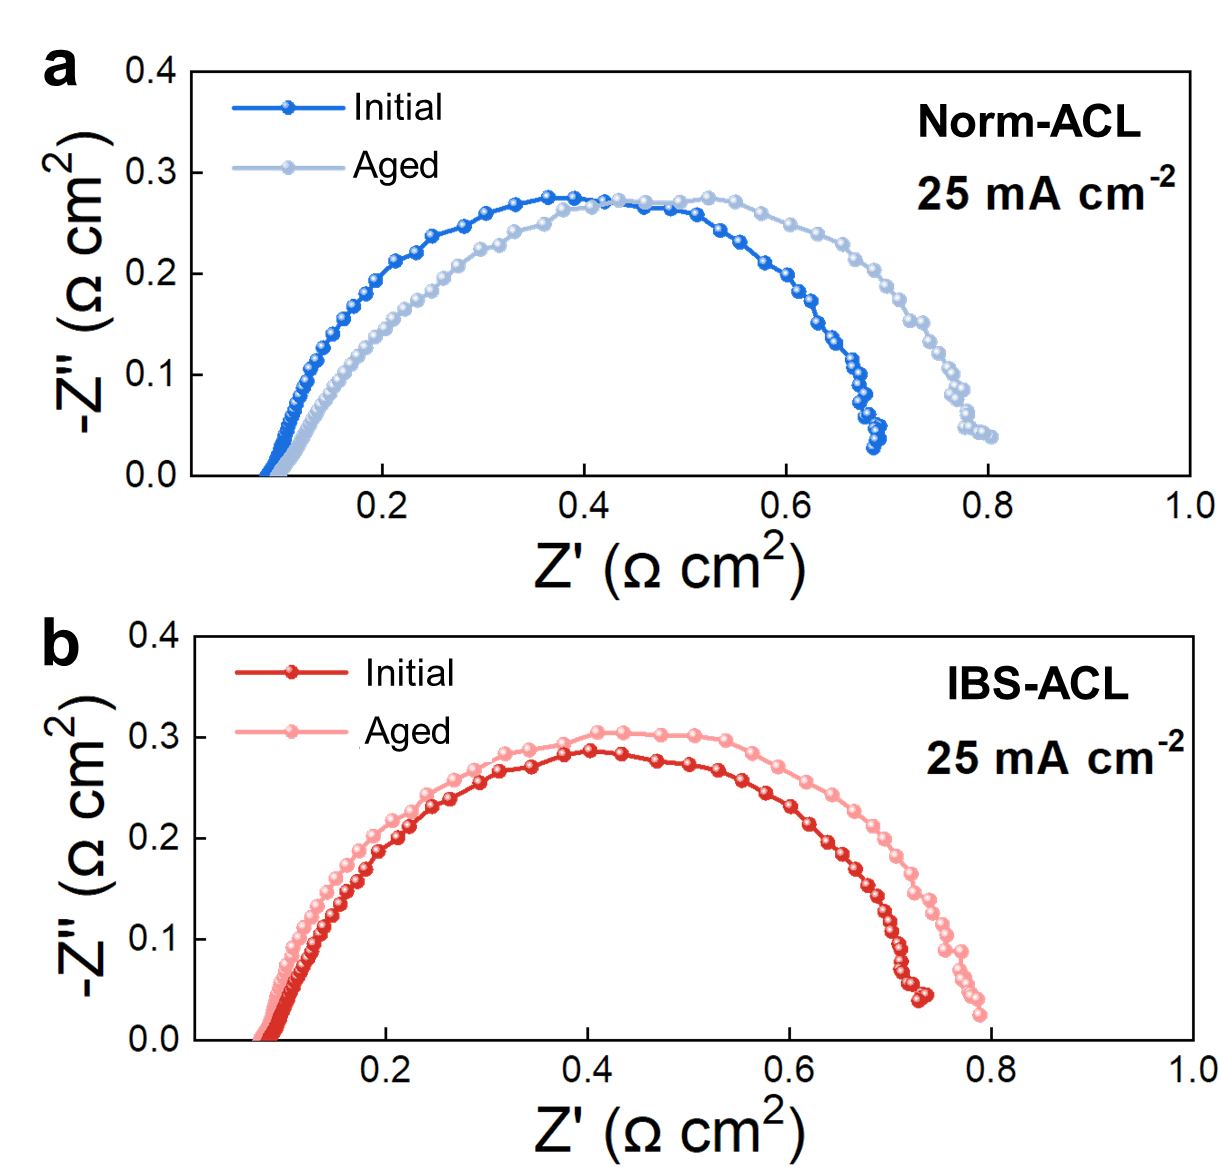 a
0.4
0.3
0.2
0.1
0.0
-Z" (Ω cm²)
Initial
Aged
Norm-ACL
25 mA cm⁻²
0.2 0.4 0.6 0.8 1.0
Z' (Ω cm²)
b
0.4
0.3
0.2
0.1
0.0
-Z" (Ω cm²)
Initial
Aged
IBS-ACL
25 mA cm⁻²
0.2 0.4 0.6 0.8 1.0
Z' (Ω cm²)